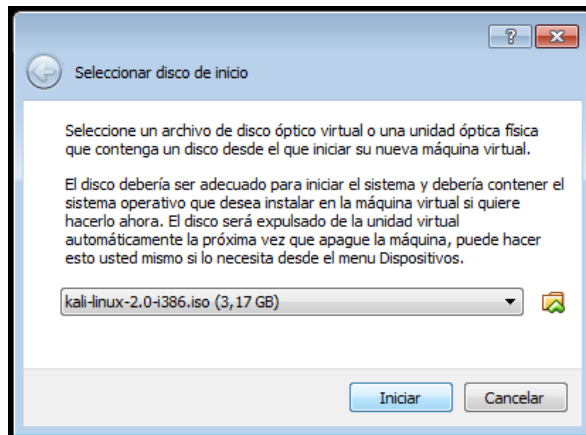 Seleccionar disco de inicio
Seleccione un archivo de disco óptico virtual o una unidad óptica física
que contenga un disco desde el que iniciar su nueva máquina virtual.
El disco debería ser adecuado para iniciar el sistema y debería contener el
sistema operativo que desea instalar en la máquina virtual si quiere
hacerlo ahora. El disco será expulsado de la unidad virtual
automáticamente la próxima vez que apague la máquina, puede hacer
esto usted mismo si lo necesita desde el menu Dispositivos.
kali-linux-2.0-i386.iso (3,17 GB)
Iniciar
Cancelar